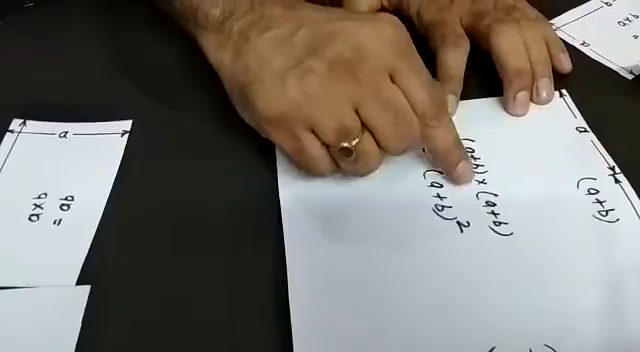 a
b×a
= ab
(a+b)×(a+b)
= (a+b)²
a
(a+b)
a